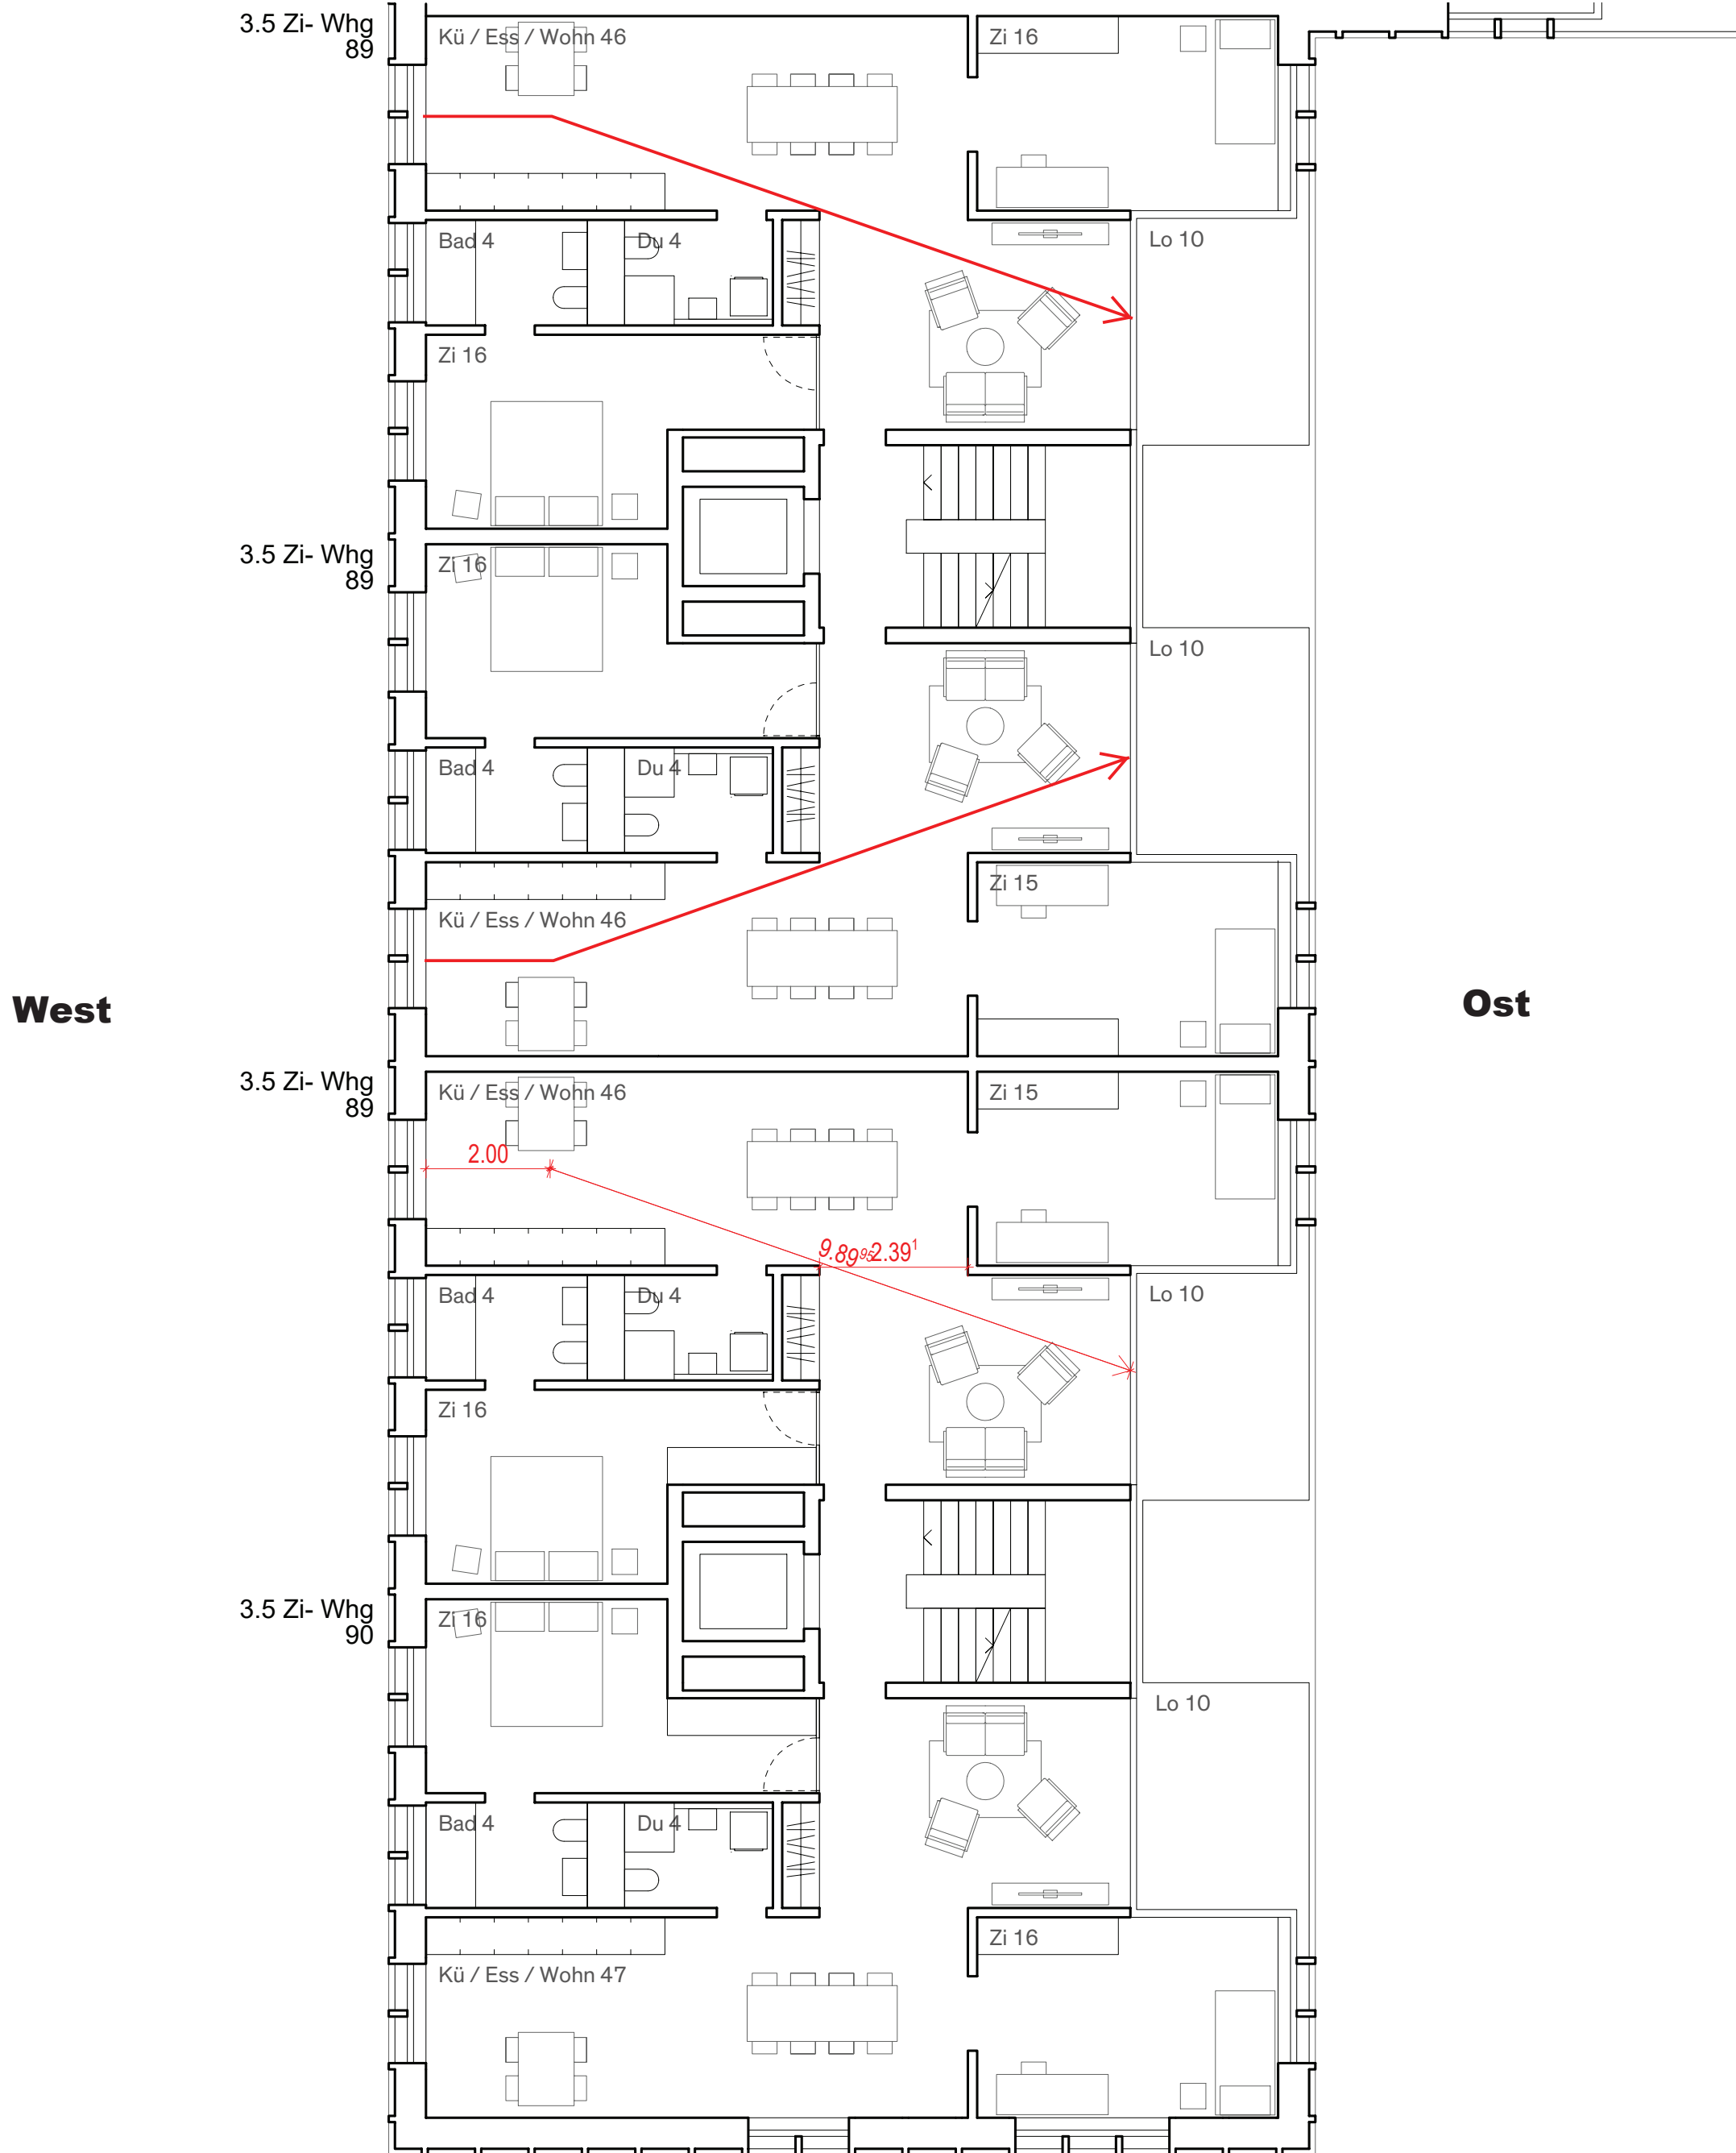 3.5 Zi- Whg
89
Kü / Ess / Wohn 46
Zi 16
Bad 4
Du 4
Lo 10
Zi 16
3.5 Zi- Whg
89
Zi 16
Lo 10
Bad 4
Du 4
Zi 15
Kü / Ess / Wohn 46
West
Ost
3.5 Zi- Whg
89
Kü / Ess / Wohn 46
Zi 15
2.00
9.89⁹⁵
2.39¹
Bad 4
Du 4
Lo 10
Zi 16
3.5 Zi- Whg
90
Zi 16
Lo 10
Bad 4
Du 4
Zi 16
Kü / Ess / Wohn 47